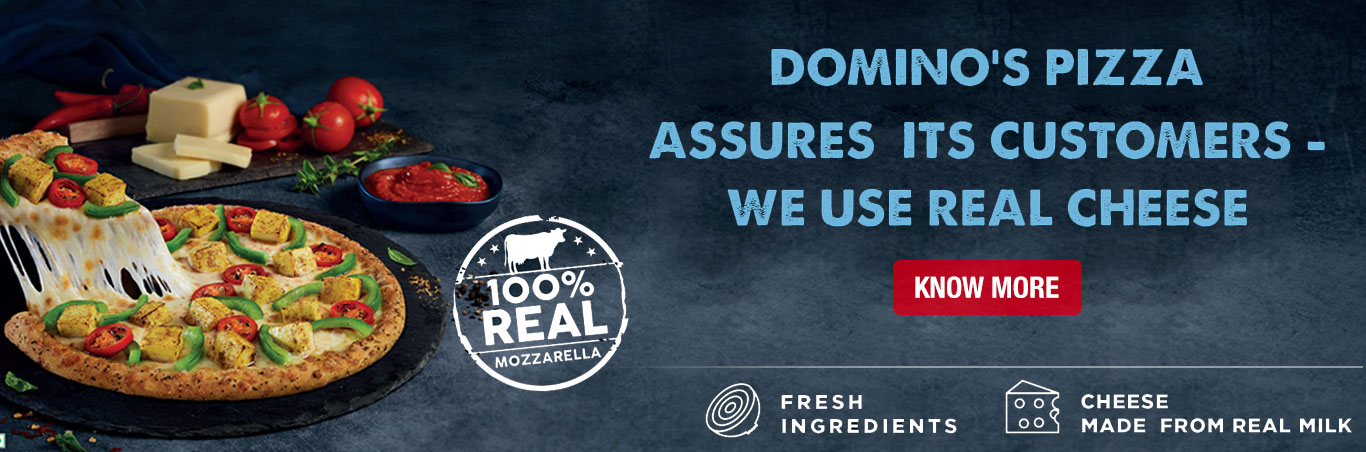 DOMINO'S PIZZA
ASSURES ITS CUSTOMERS -
WE USE REAL CHEESE
KNOW MORE
100%
REAL
MOZZARELLA
FRESH
INGREDIENTS
CHEESE
MADE FROM REAL MILK